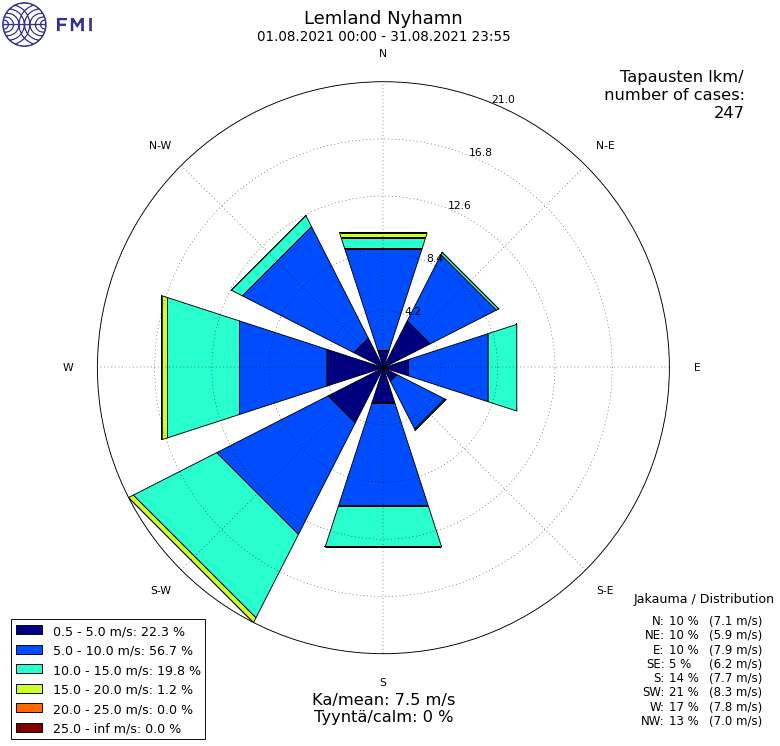 FMI
Lemland Nyhamn
01.08.2021 00:00 - 31.08.2021 23:55
N
Tapausten lkm/
number of cases:
247
21.0
16.8
12.6
8.4
4.2
N-W
N-E
W
E
S-W
S-E
S
Ka/mean: 7.5 m/s
Tyyntä/calm: 0 %
0.5 - 5.0 m/s: 22.3 %
5.0 - 10.0 m/s: 56.7 %
10.0 - 15.0 m/s: 19.8 %
15.0 - 20.0 m/s: 1.2 %
20.0 - 25.0 m/s: 0.0 %
25.0 - inf m/s: 0.0 %
Jakauma / Distribution
N: 10 % (7.1 m/s)
NE: 10 % (5.9 m/s)
E: 10 % (7.9 m/s)
SE: 5 % (6.2 m/s)
S: 14 % (7.7 m/s)
SW: 21 % (8.3 m/s)
W: 17 % (7.8 m/s)
NW: 13 % (7.0 m/s)